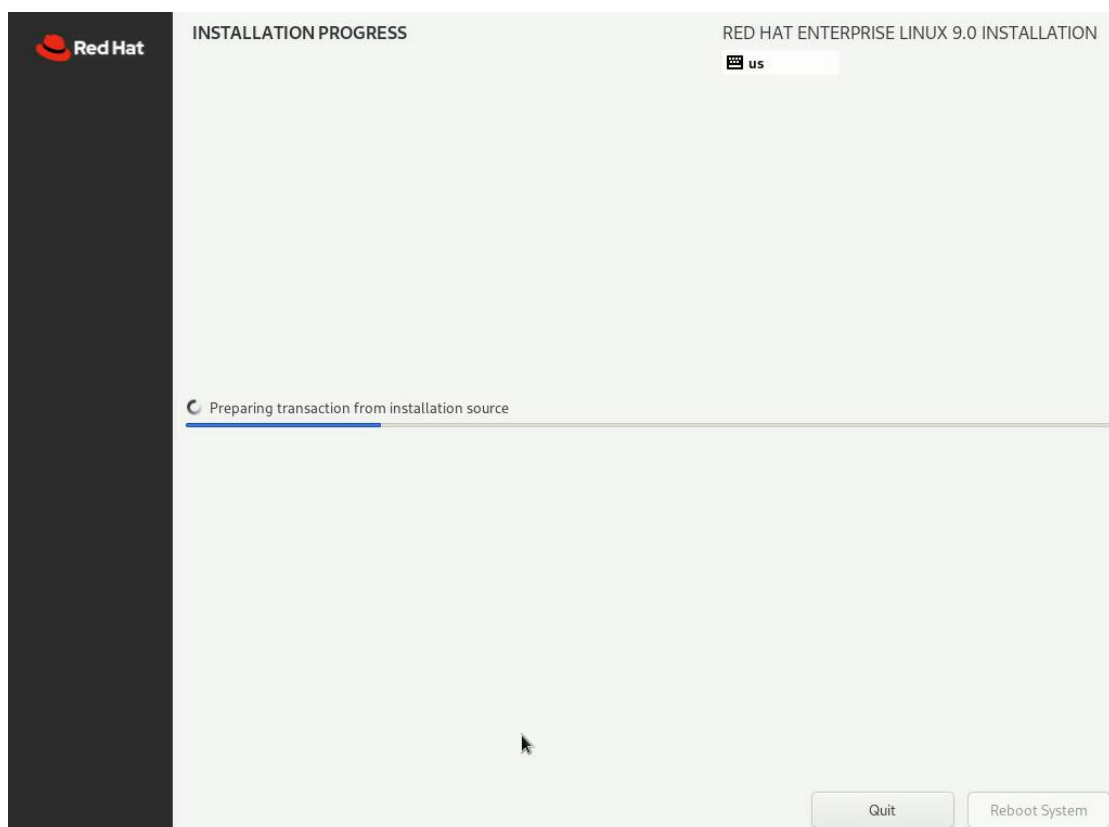 Red Hat
INSTALLATION PROGRESS
RED HAT ENTERPRISE LINUX 9.0 INSTALLATION
us
Preparing transaction from installation source
Quit
Reboot System